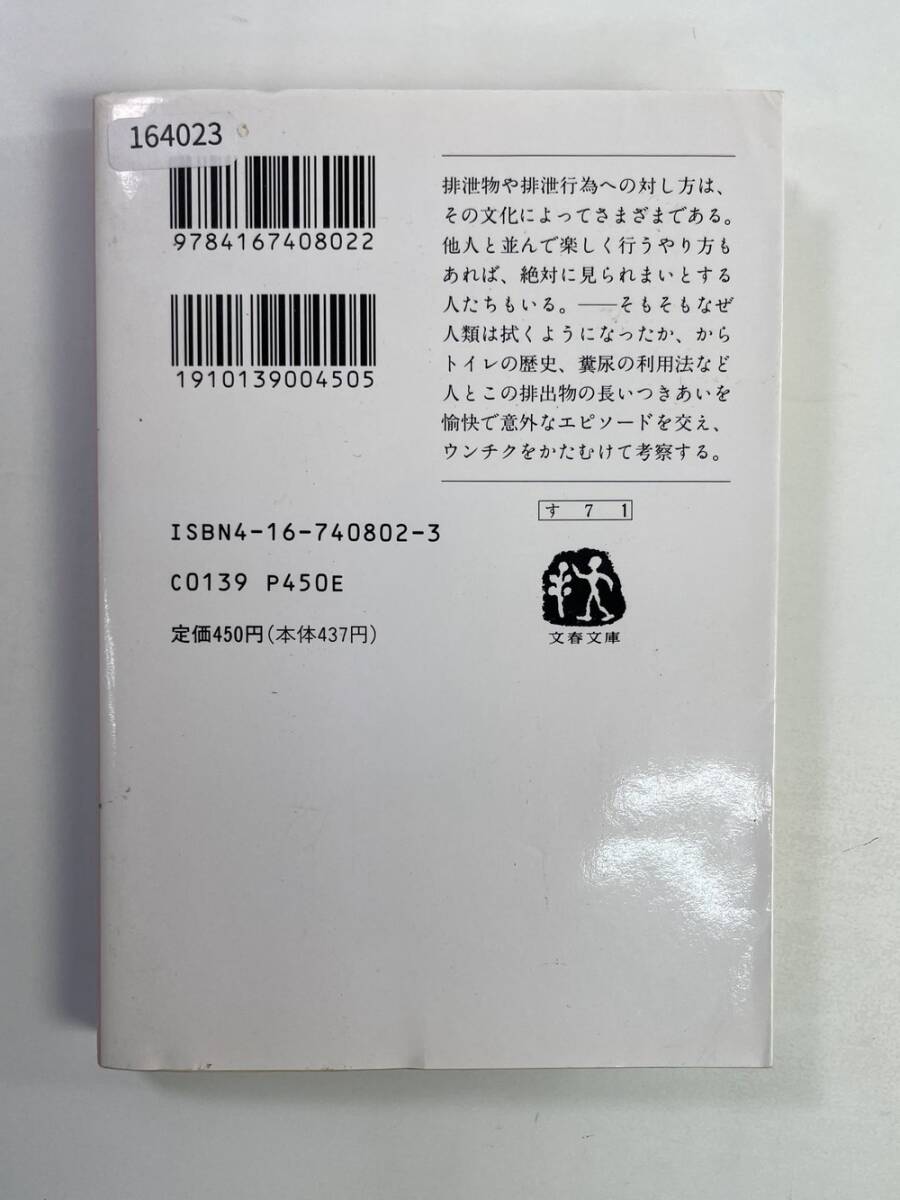 164023
9784167408022
1910139004505
排泄物や排泄行為への対し方は、
その文化によってさまざまである。
他人と並んで楽しく行うやり方も
あれば、絶対に見られまいとする
人たちもいる。――そもそもなぜ
人類は拭くようになったか、から
トイレの歴史、糞尿の利用法など
人とこの排出物の長いつきあいを
愉快で意外なエピソードを交え、
ウンチクをかたむけて考察する。
ISBN4-16-740802-3
C0139 P450E
定価450円(本体437円)
す 7 1
文春文庫